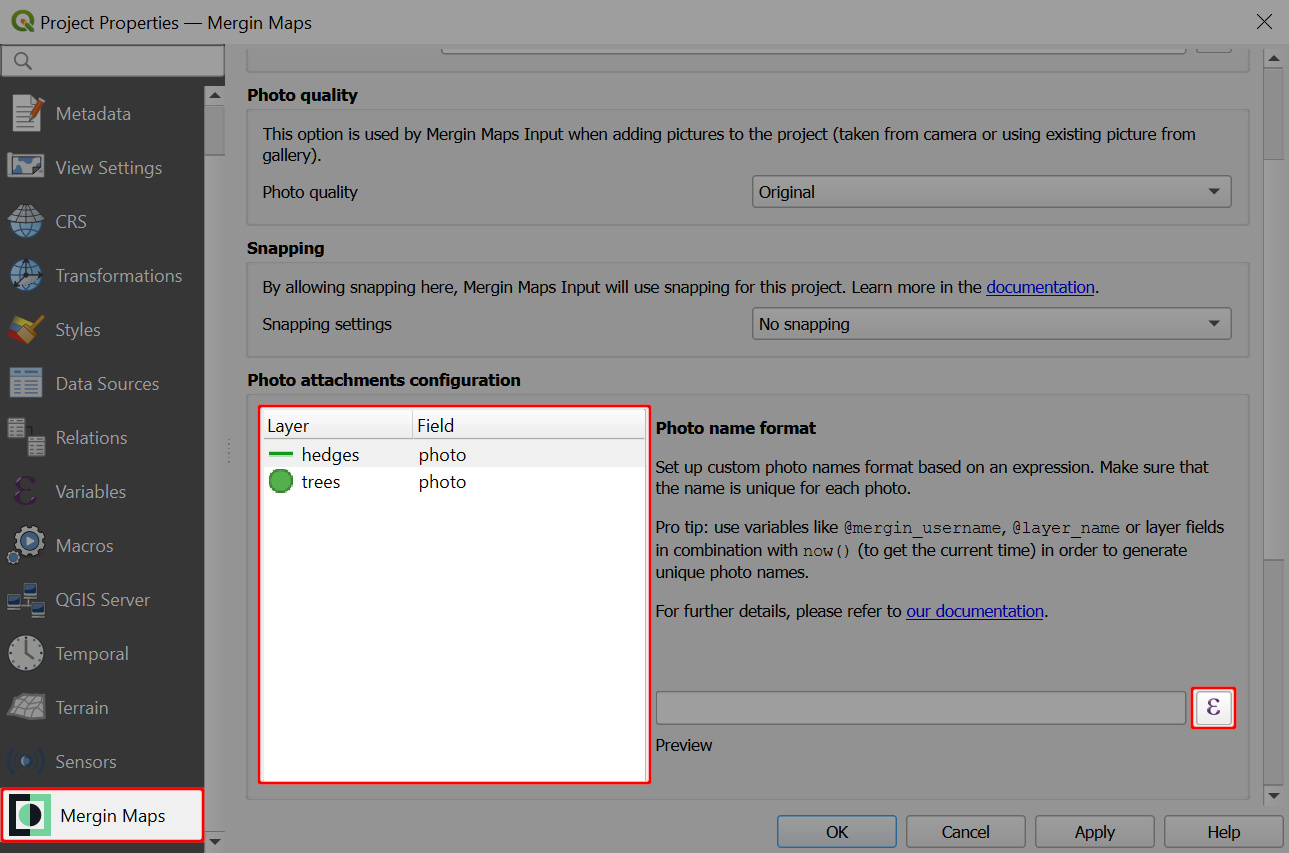 Project Properties — Mergin Maps
Metadata
View Settings
CRS
Transformations
Styles
Data Sources
Relations
Variables
Macros
QGIS Server
Temporal
Terrain
Sensors
Mergin Maps
Photo quality
This option is used by Mergin Maps Input when adding pictures to the project (taken from camera or using existing picture from
gallery).
Photo quality Original
Snapping
By allowing snapping here, Mergin Maps Input will use snapping for this project. Learn more in the documentation.
Snapping settings No snapping
Photo attachments configuration
Layer Field
hedges photo
trees photo
Photo name format
Set up custom photo names format based on an expression. Make sure that
the name is unique for each photo.
Pro tip: use variables like @mergin_username, @layer_name or layer fields
in combination with now() (to get the current time) in order to generate
unique photo names.
For further details, please refer to our documentation.
ε
Preview
OK Cancel Apply Help